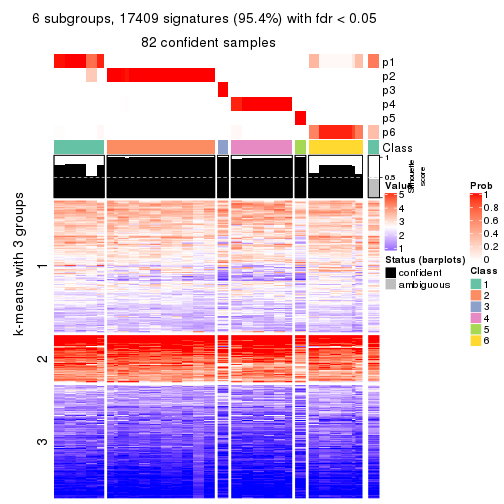 6 subgroups, 17409 signatures (95.4%) with fdr < 0.05
82 confident samples
p1
p2
p3
p4
p5
p6
Class
1
0.5
Silhouette
score
k-means with 3 groups
1
2
3
Value
5
4
3
2
1
Status (barplots)
confident
ambiguous
Prob
1
0.8
0.6
0.4
0.2
0
Class
1
2
3
4
5
6